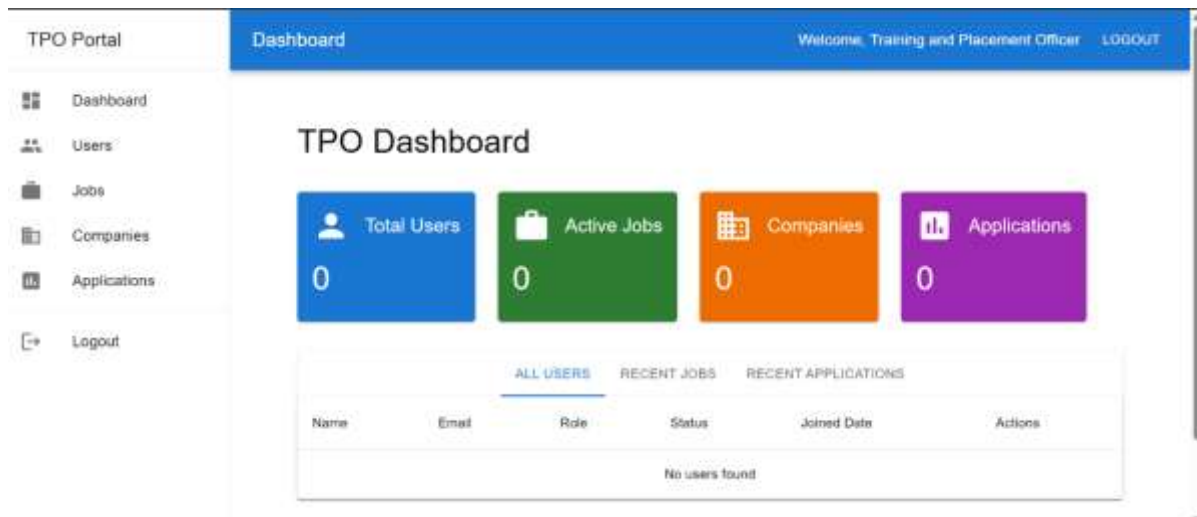 TPO Portal
Dashboard
Welcome, Training and Placement Officer LOGOUT
Dashboard
Users
Jobs
Companies
Applications
Logout
TPO Dashboard
Total Users
0
Active Jobs
0
Companies
0
Applications
0
ALL USERS RECENT JOBS RECENT APPLICATIONS
Name Email Role Status Joined Date Actions
No users found